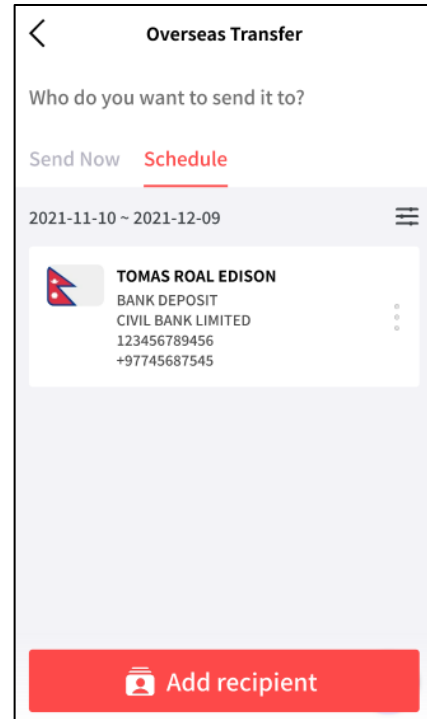 Overseas Transfer
Who do you want to send it to?
Send Now Schedule
2021-11-10 ~ 2021-12-09
TOMAS ROAL EDISON
BANK DEPOSIT
CIVIL BANK LIMITED
123456789456
+97745687545
Add recipient